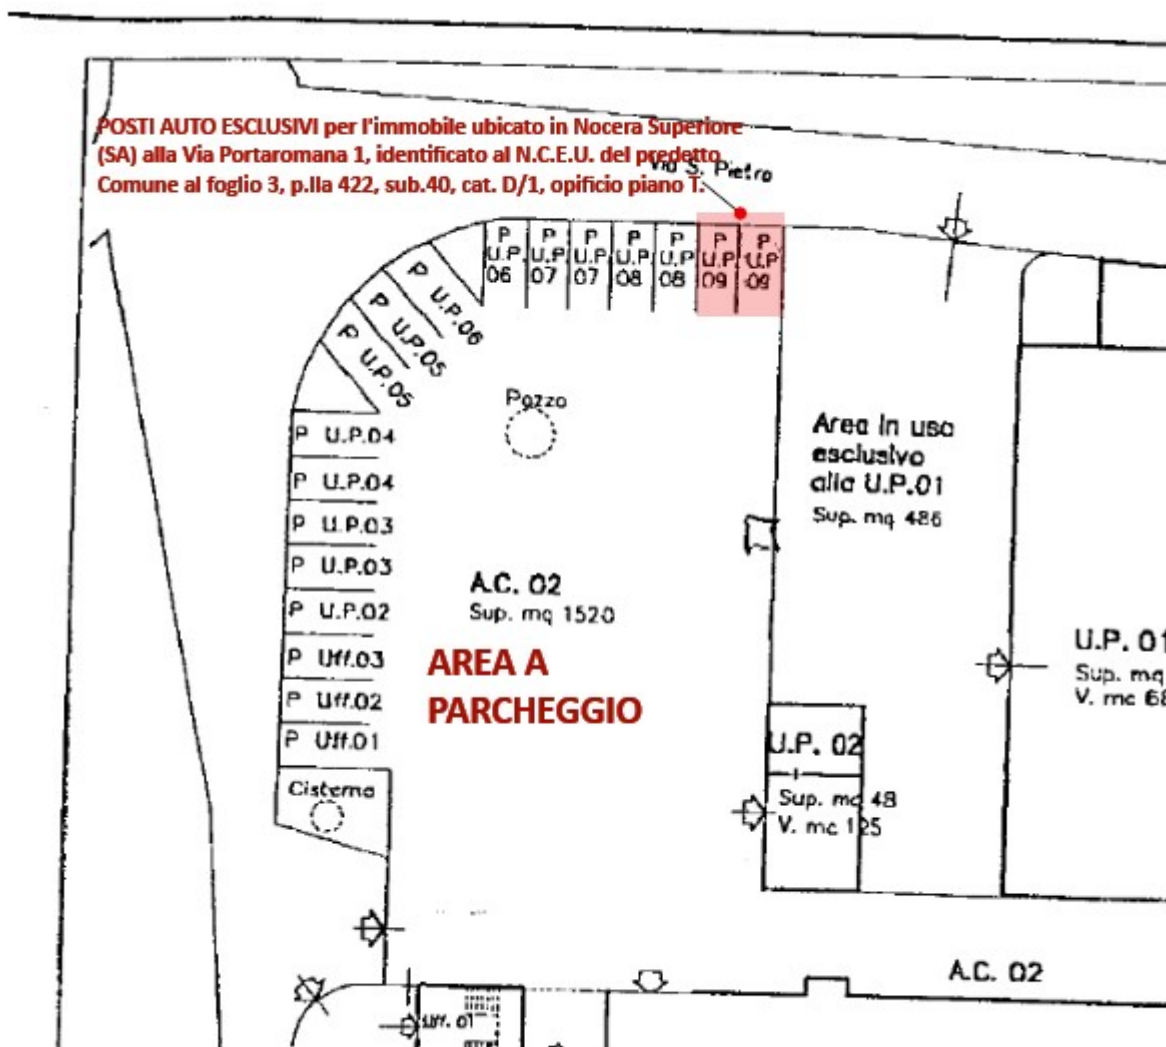 POSTI AUTO ESCLUSIVI per l'immobile ubicato in Nocera Superiore
(SA) alla Via Portaromana 1, identificato al N.C.E.U. del predetto
Comune al foglio 3, p.lla 422, sub.40, cat. D/1, opificio piano T.
Via S. Pietro
P U.P. 06
P U.P. 07
P U.P. 07
P U.P. 08
P U.P. 08
P U.P. 09
P U.P. 09
P U.P.06
P U.P.05
P U.P.05
P U.P.04
P U.P.04
P U.P.03
P U.P.03
P U.P.02
P Uff.03
P Uff.02
P Uff.01
Cisterna
Pozzo
A.C. 02
Sup. mq 1520
AREA A
PARCHEGGIO
Area in uso
esclusivo
alla U.P.01
Sup. mq 486
U.P. 01
Sup. mq
V. mc 68
U.P. 02
Sup. mq 48
V. mc 125
A.C. 02
Uff. 01